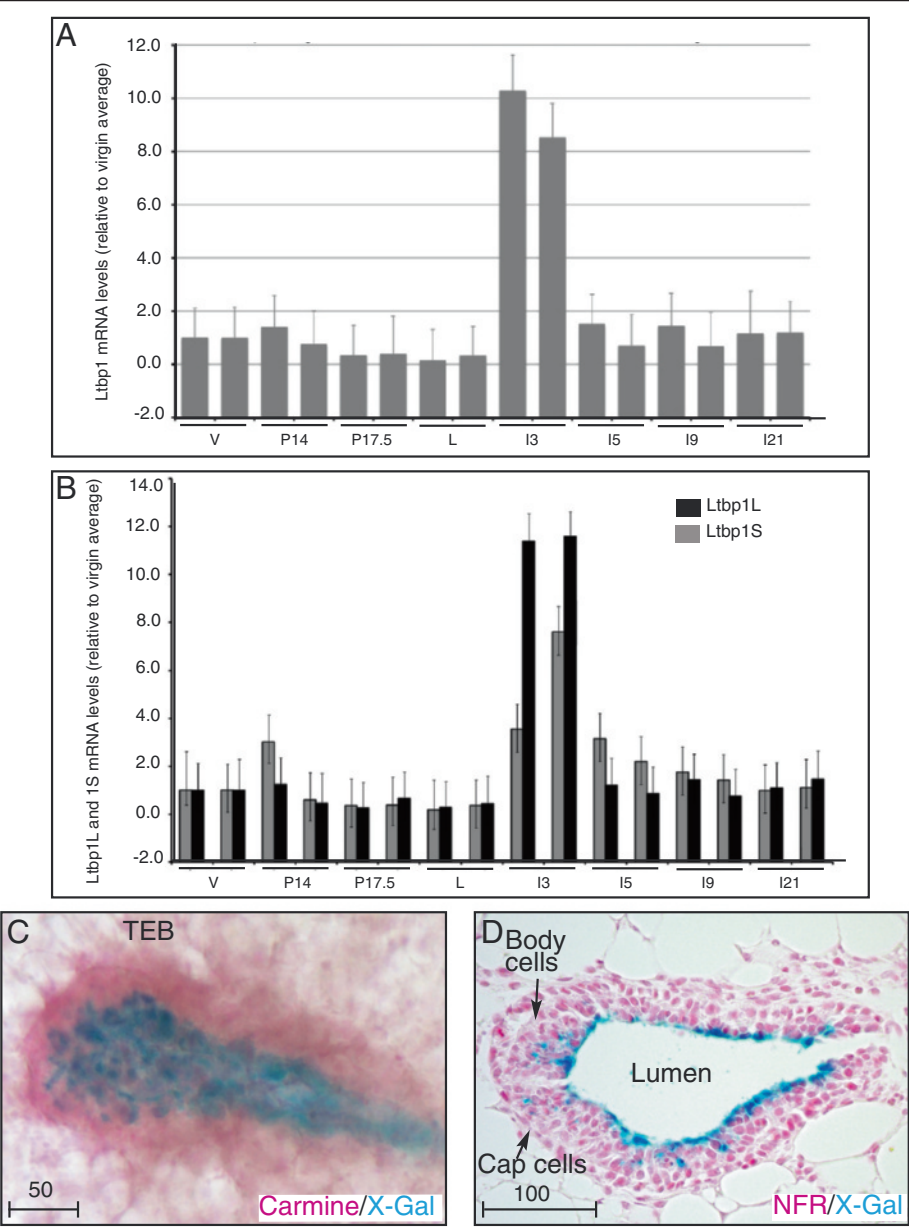 A
Ltbp1 mRNA levels (relative to virgin average)
12.0
10.0
8.0
6.0
4.0
2.0
0.0
-2.0
V P14 P17.5 L I3 I5 I9 I21
B
Ltbp1L and 1S mRNA levels (relative to virgin average)
14.0
12.0
10.0
8.0
6.0
4.0
2.0
0.0
-2.0
Ltbp1L
Ltbp1S
V P14 P17.5 L I3 I5 I9 I21
C
TEB
50
Carmine/X-Gal
D
Body
cells
Lumen
Cap cells
100
NFR/X-Gal